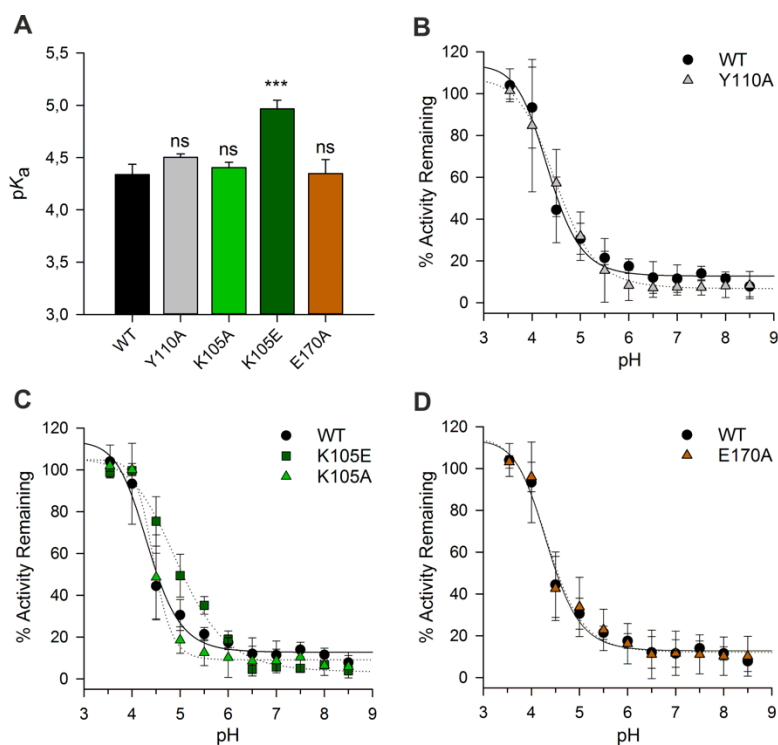 A
5,5
5,0
4,5
4,0
3,5
3,0
pKa
ns
ns
***
ns
WT
Y110A
K105A
K105E
E170A
B
WT
Y110A
120
100
80
60
40
20
0
% Activity Remaining
3 4 5 6 7 8 9
pH
C
WT
K105E
K105A
120
100
80
60
40
20
0
% Activity Remaining
3 4 5 6 7 8 9
pH
D
WT
E170A
120
100
80
60
40
20
0
% Activity Remaining
3 4 5 6 7 8 9
pH